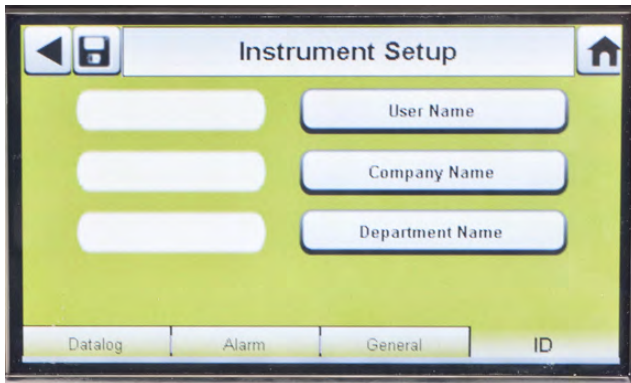 Instrument Setup
User Name
Company Name
Department Name
Datalog Alarm General ID